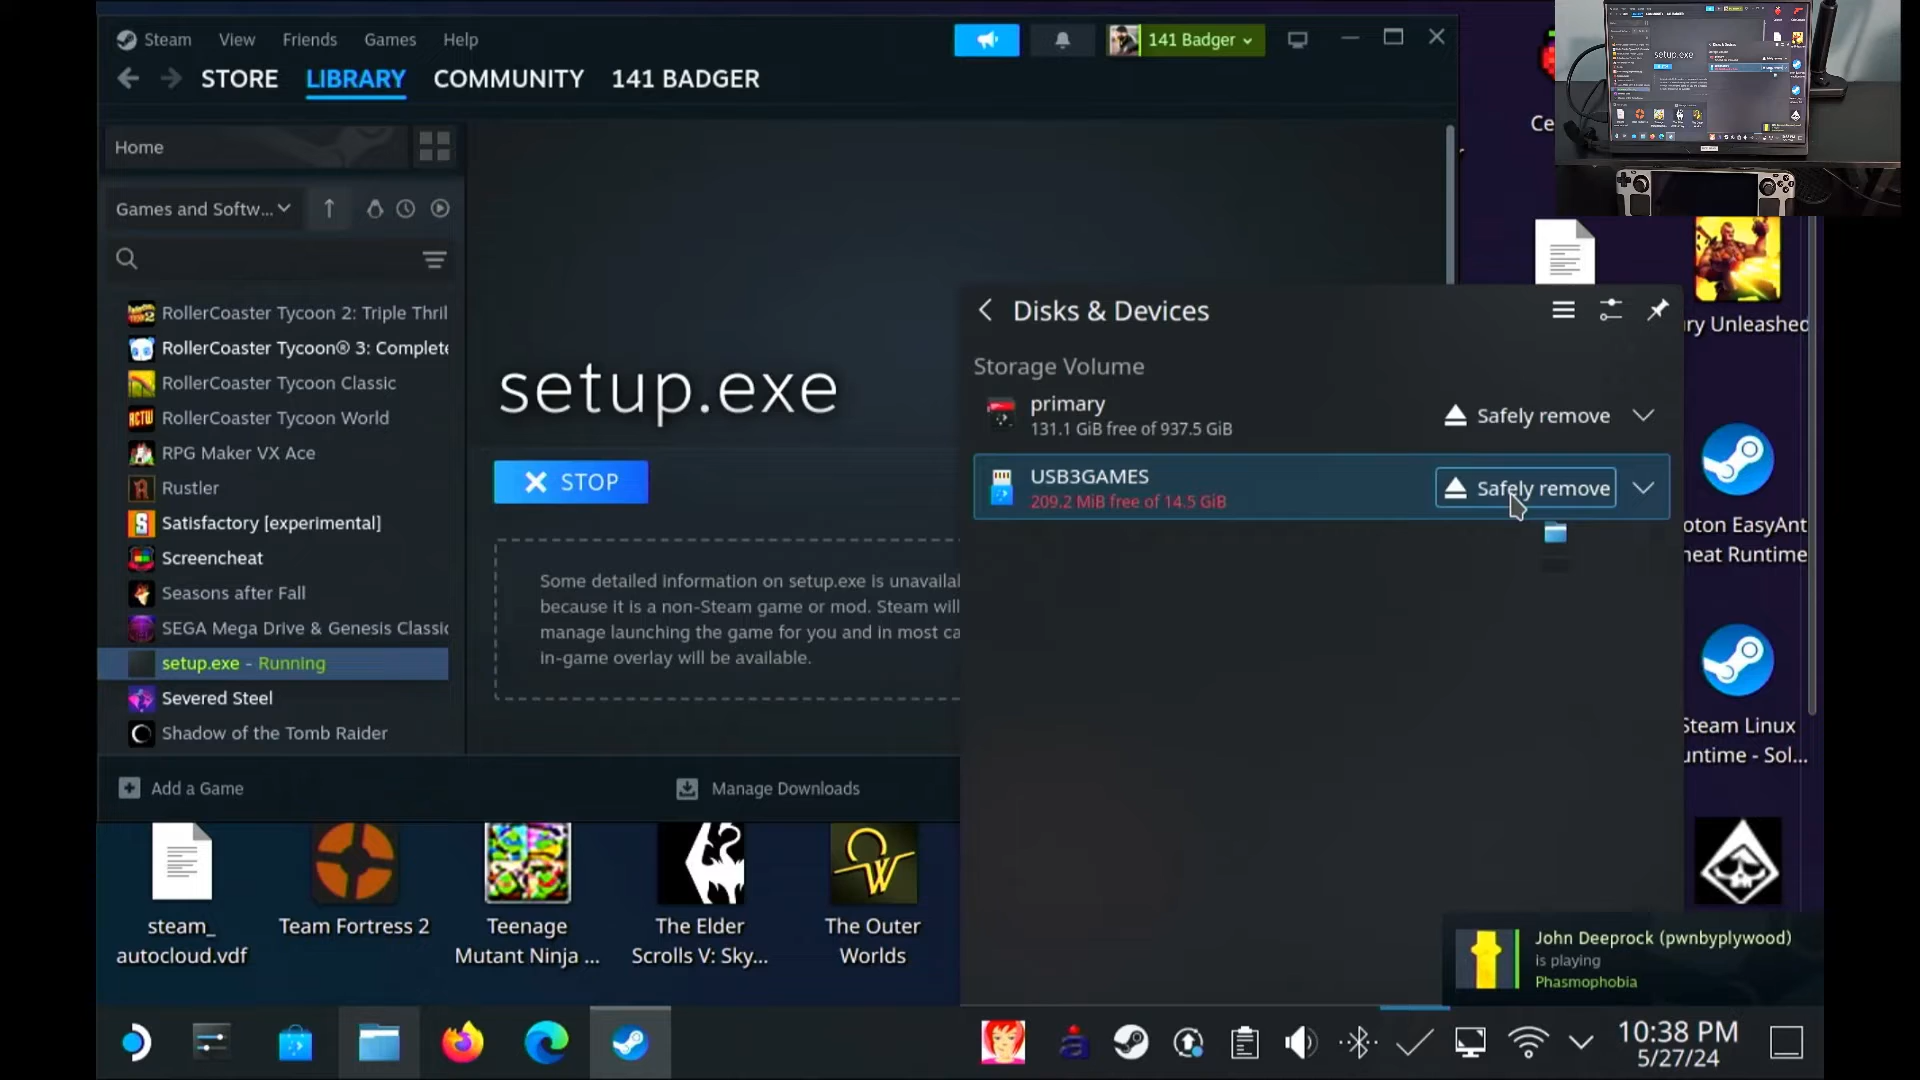 Steam View Friends Games Help
141 Badger
STORE LIBRARY COMMUNITY 141 BADGER
Home
Games and Softw...
RollerCoaster Tycoon 2: Triple Thril
RollerCoaster Tycoon® 3: Complete
RollerCoaster Tycoon Classic
RollerCoaster Tycoon World
RPG Maker VX Ace
Rustler
Satisfactory [experimental]
Screencheat
Seasons after Fall
SEGA Mega Drive & Genesis Classic
setup.exe - Running
Severed Steel
Shadow of the Tomb Raider
Add a Game
Manage Downloads
setup.exe
STOP
Some detailed information on setup.exe is unavaila
because it is a non-Steam game or mod. Steam will
manage launching the game for you and in most ca
in-game overlay will be available.
Disks & Devices
Storage Volume
primary
131.1 GiB free of 937.5 GiB
Safely remove
USB3GAMES
209.2 MiB free of 14.5 GiB
Safely remove
Ce
ry Unleashed
oton EasyAnt
heat Runtime
Steam Linux
untime - Sol...
steam_
autocloud.vdf
Team Fortress 2
Teenage
Mutant Ninja ...
The Elder
Scrolls V: Sky...
The Outer
Worlds
John Deeprock (pwnbyplywood)
is playing
Phasmophobia
10:38 PM
5/27/24
setup.exe